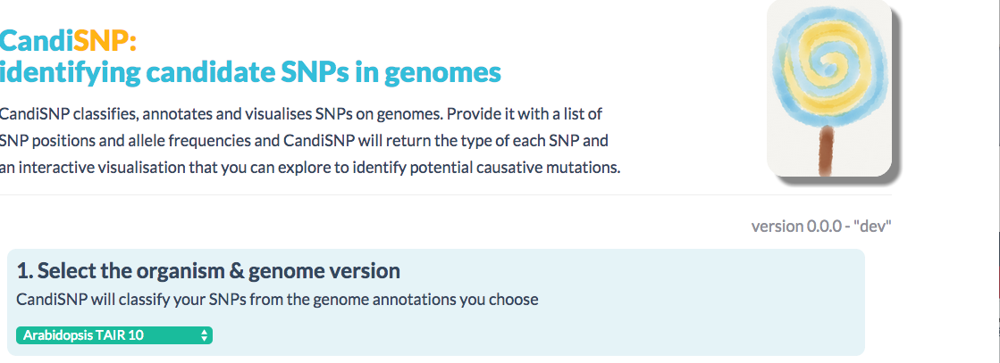 CandiSNP:
identifying candidate SNPs in genomes
CandiSNP classifies, annotates and visualises SNPs on genomes. Provide it with a list of
SNP positions and allele frequencies and CandiSNP will return the type of each SNP and
an interactive visualisation that you can explore to identify potential causative mutations.
version 0.0.0 - "dev"
1. Select the organism & genome version
CandiSNP will classify your SNPs from the genome annotations you choose
Arabidopsis TAIR 10